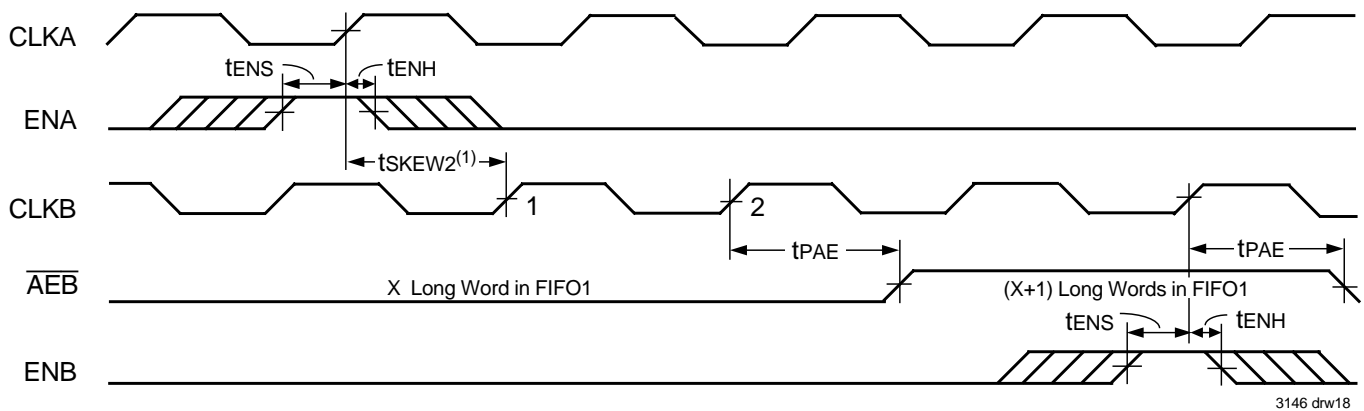 CLKA
tENS
tENH
ENA
tSKEW2(1)
CLKB
1
2
tPAE
tPAE
AEB
X Long Word in FIFO1
(X+1) Long Words in FIFO1
tENS
tENH
ENB
3146 drw18